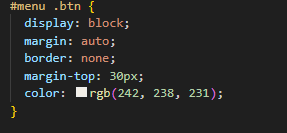 #menu .btn {
display: block;
margin: auto;
border: none;
margin-top: 30px;
color: rgb(242, 238, 231);
}